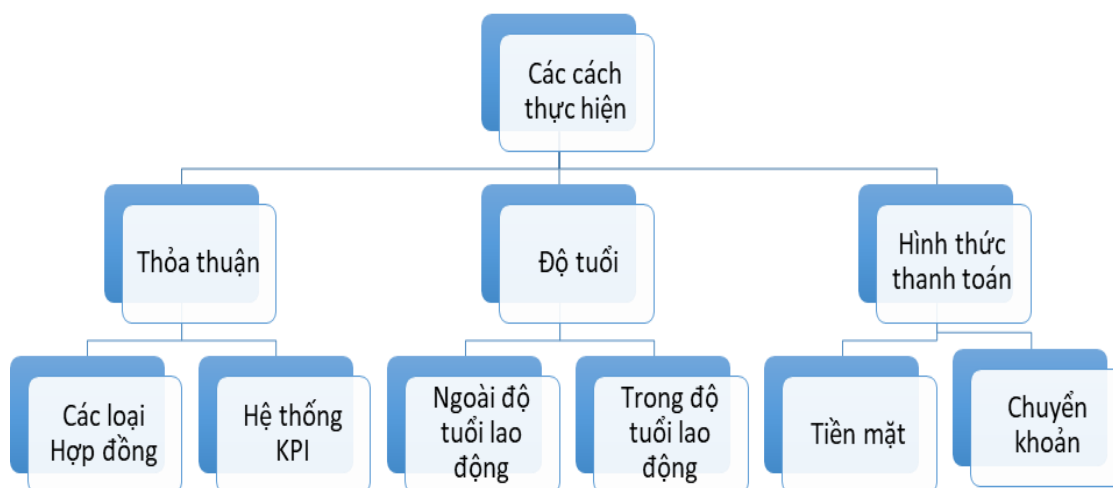 Các cách
thực hiện
Thỏa thuận
Độ tuổi
Hình thức
thanh toán
Các loại
Hợp đồng
Hệ thống
KPI
Ngoài độ
tuổi lao
động
Trong độ
tuổi lao
động
Tiền mặt
Chuyển
khoản